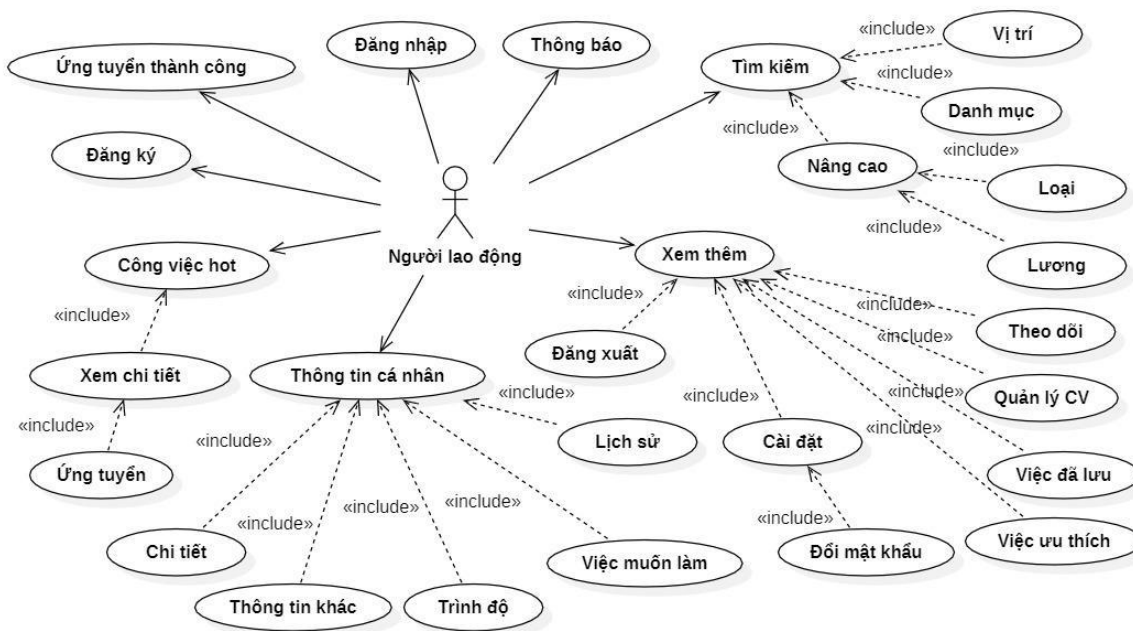 Đăng nhập
Thông báo
«include»
Vị trí
Ứng tuyển thành công
Tìm kiếm
«include»
Danh mục
Đăng ký
«include»
Nâng cao
«include»
Loại
«include»
Người lao động
Xem thêm
Công việc hot
Lương
«include»
«include»
«include»
Theo dõi
Xem chi tiết
Thông tin cá nhân
Đăng xuất
«include»
«include»
«include»
Quản lý CV
«include»
«include»
«include»
«include»
Lịch sử
Cài đặt
Ứng tuyển
Việc đã lưu
«include»
«include»
«include»
«include»
Chi tiết
Việc muốn làm
Đổi mật khẩu
Việc ưu thích
Thông tin khác
Trình độ